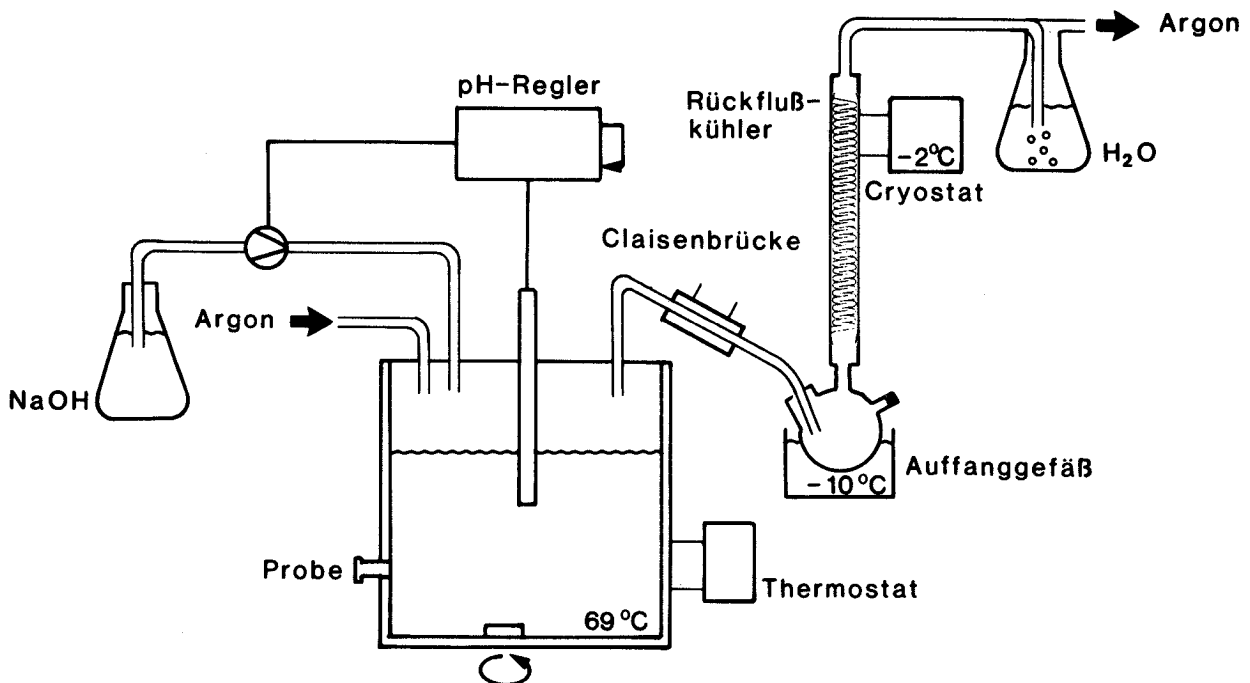 Argon
pH-Regler
Rückfluß-
kühler
-2°C
H₂O
Cryostat
Claisenbrücke
Argon
NaOH
Auffanggefäß
-10°C
Probe
Thermostat
69°C